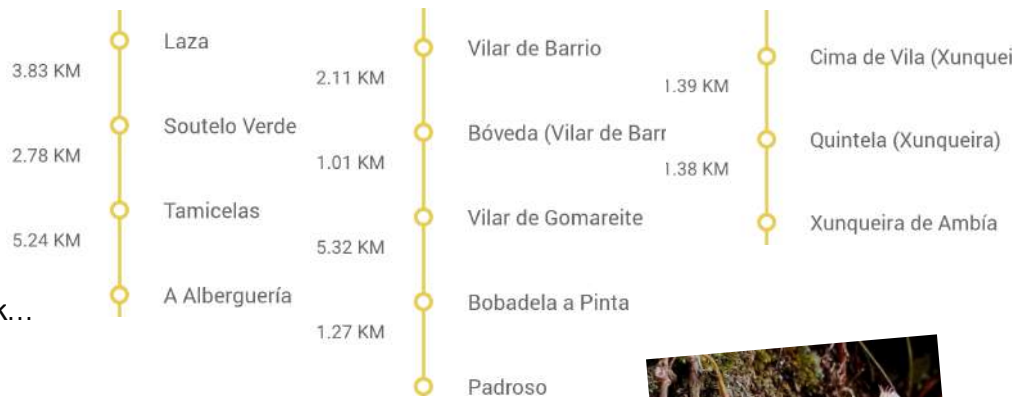 Laza
3.83 KM
Soutelo Verde
2.78 KM
Tamicelas
5.24 KM
A Alberguería
k...
Vilar de Barrio
2.11 KM
Bóveda (Vilar de Barr
1.01 KM
Vilar de Gomareite
5.32 KM
Bobadela a Pinta
1.27 KM
Padroso
Cima de Vila (Xunquei
1.39 KM
Quintela (Xunqueira)
1.38 KM
Xunqueira de Ambía